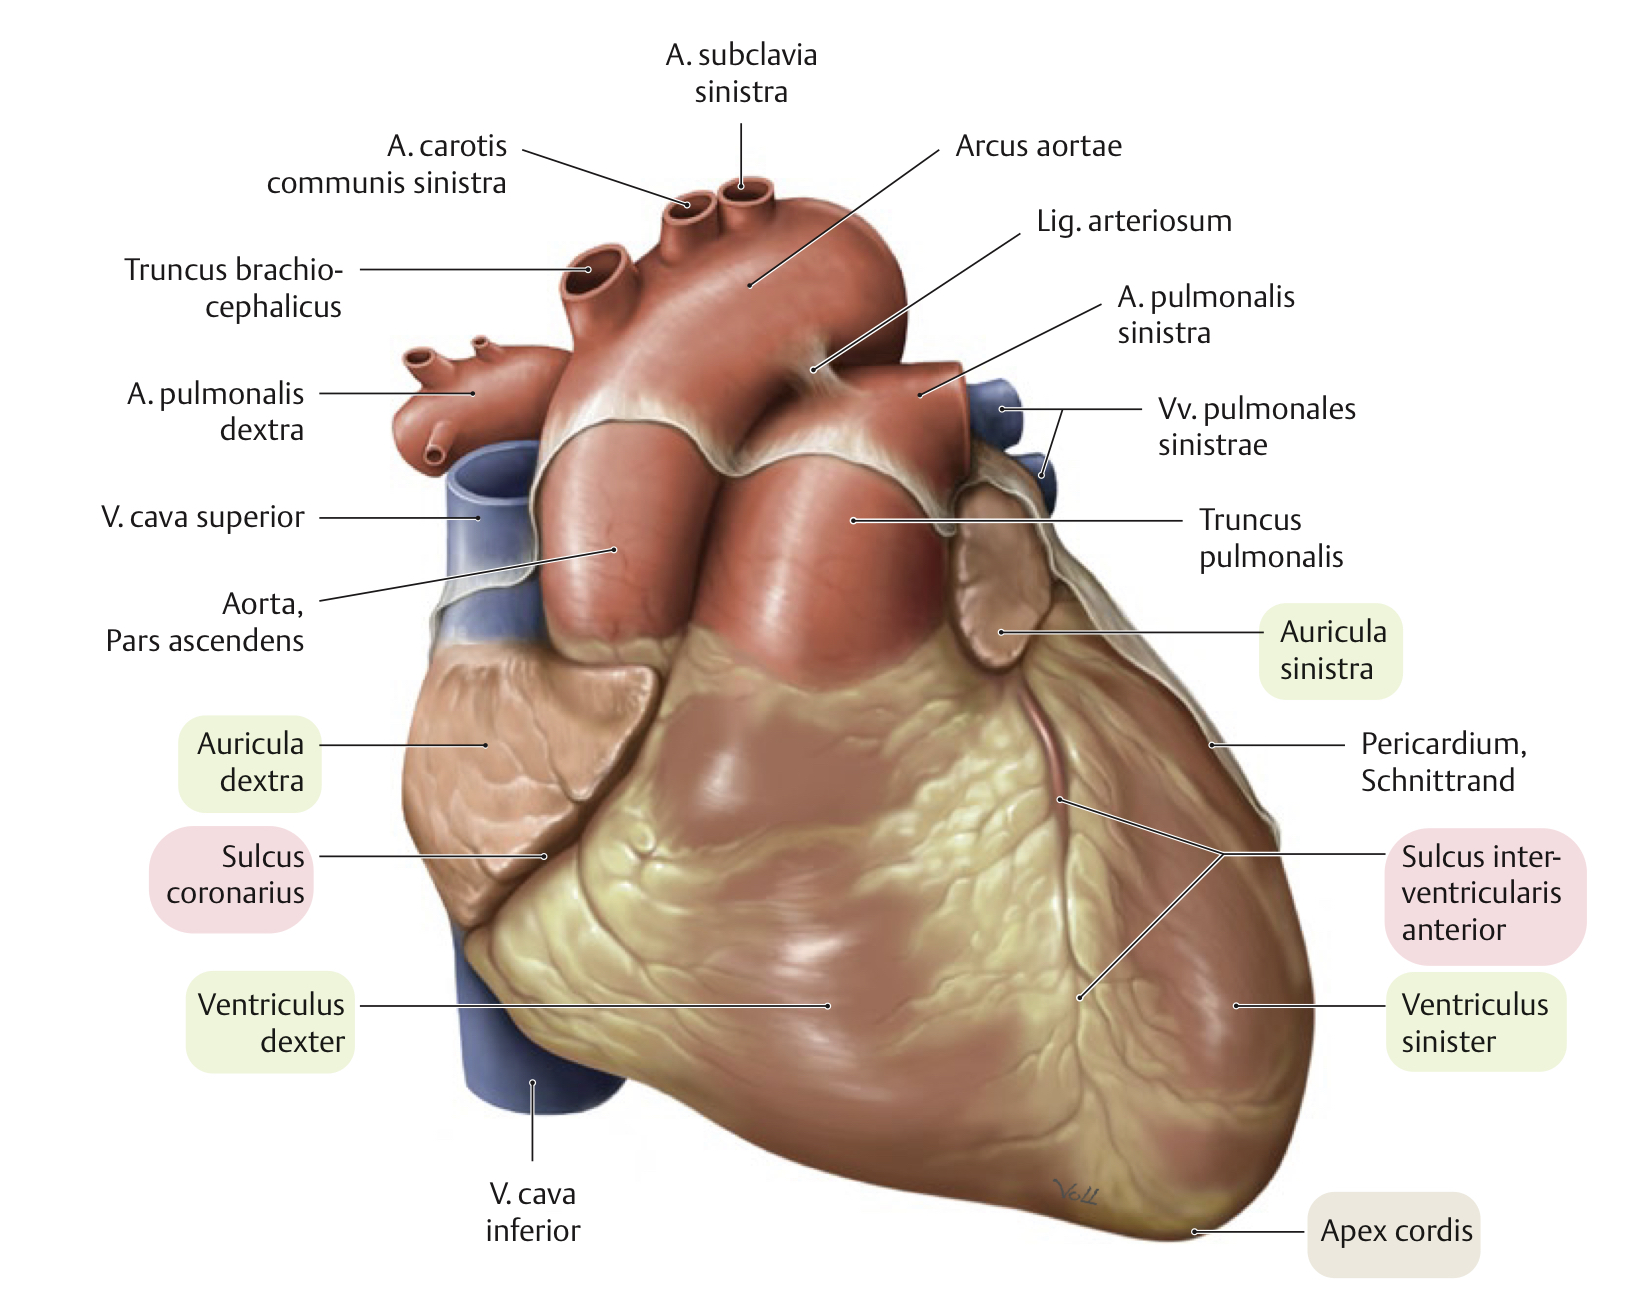 A. subclavia
sinistra
A. carotis
communis sinistra
Arcus aortae
Lig. arteriosum
Truncus brachio-
cephalicus
A. pulmonalis
sinistra
A. pulmonalis
dextra
Vv. pulmonales
sinistrae
V. cava superior
Truncus
pulmonalis
Aorta,
Pars ascendens
Auricula
sinistra
Auricula
dextra
Pericardium,
Schnittrand
Sulcus
coronarius
Sulcus inter-
ventricularis
anterior
Ventriculus
dexter
Ventriculus
sinister
V. cava
inferior
Voll
Apex cordis